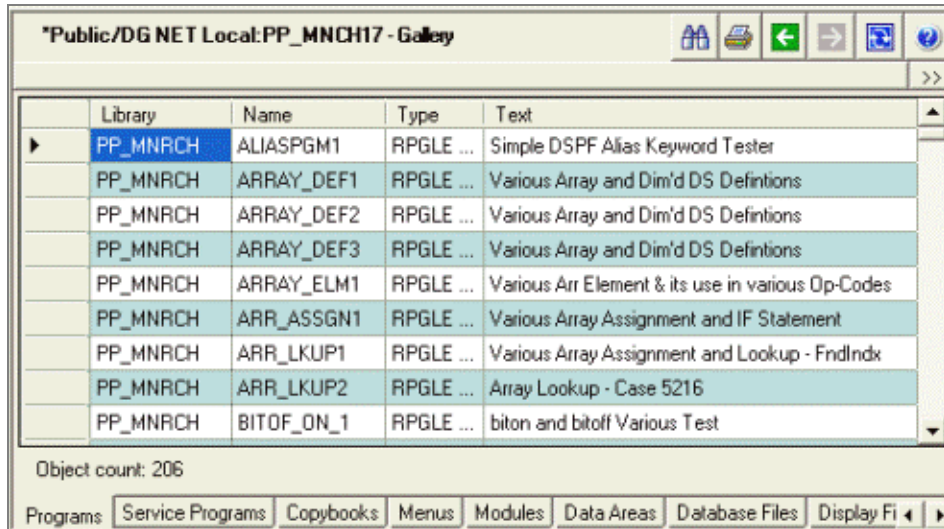 *Public/DG NET Local:PP_MNCH17 - Gallery
>>
Library Name Type Text
PP_MNRCH ALIASPGM1 RPGLE ... Simple DSPF Alias Keyword Tester
PP_MNRCH ARRAY_DEF1 RPGLE ... Various Array and Dim'd DS Defintions
PP_MNRCH ARRAY_DEF2 RPGLE ... Various Array and Dim'd DS Defintions
PP_MNRCH ARRAY_DEF3 RPGLE ... Various Array and Dim'd DS Defintions
PP_MNRCH ARRAY_ELM1 RPGLE ... Various Arr Element & its use in various Op-Codes
PP_MNRCH ARR_ASSGN1 RPGLE ... Various Array Assignment and IF Statement
PP_MNRCH ARR_LKUP1 RPGLE ... Various Array Assignment and Lookup - FndIndx
PP_MNRCH ARR_LKUP2 RPGLE ... Array Lookup - Case 5216
PP_MNRCH BITOF_ON_1 RPGLE ... biton and bitoff Various Test
Object count: 206
Programs Service Programs Copybooks Menus Modules Data Areas Database Files Display Fi